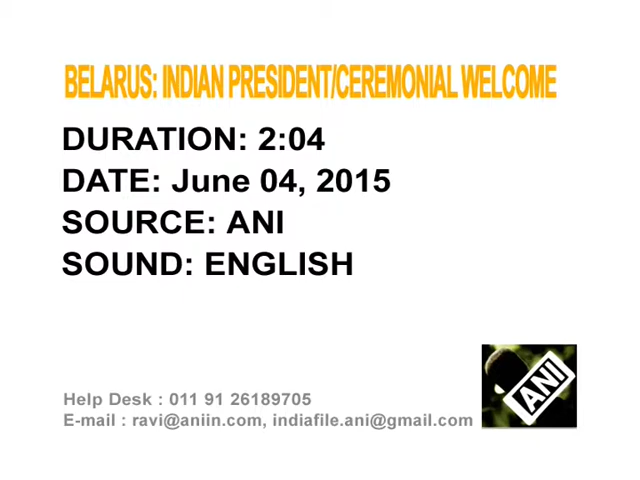 BELARUS: INDIAN PRESIDENT/CEREMONIAL WELCOME
DURATION: 2:04
DATE: June 04, 2015
SOURCE: ANI
SOUND: ENGLISH
ANI
Help Desk : 011 91 26189705
E-mail : ravi@aniin.com, indiafile.ani@gmail.com